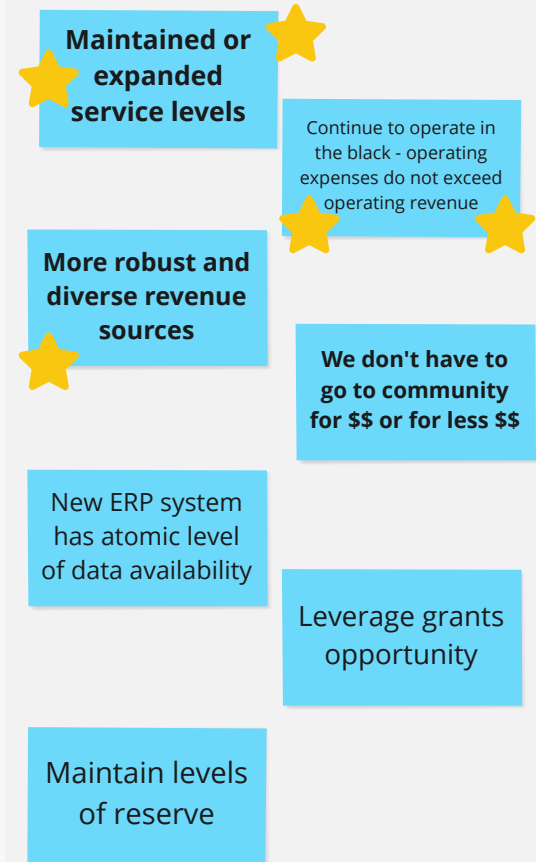 Maintained or
expanded
service levels
Continue to operate in
the black - operating
expenses do not exceed
operating revenue
More robust and
diverse revenue
sources
We don't have to
go to community
for $$ or for less $$
New ERP system
has atomic level
of data availability
Leverage grants
opportunity
Maintain levels
of reserve